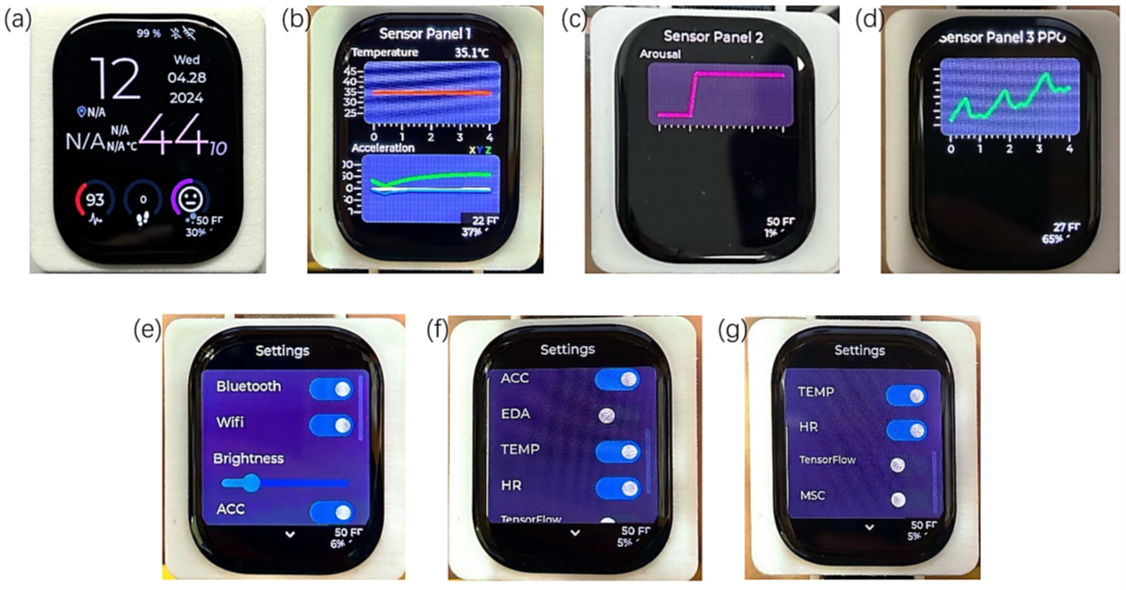 (a)
99 %
12
Wed
04.28
2024
N/A
N/A
N/A
N/A °C
44
10
93
0
50 FF
30%
(b)
Sensor Panel 1
Temperature 35.1°C
45
40
35
30
25
0 1 2 3 4
Acceleration X Y Z
50
0
22 FF
37%
(c)
Sensor Panel 2
Arousal
50 FF
1%
(d)
Sensor Panel 3 PPG
0 1 2 3 4
27 FF
65%
(e)
Settings
Bluetooth
Wifi
Brightness
ACC
50 FF
6%
(f)
Settings
ACC
EDA
TEMP
HR
TensorFlow
50 FF
5%
(g)
Settings
TEMP
HR
TensorFlow
MSC
50 FF
5%